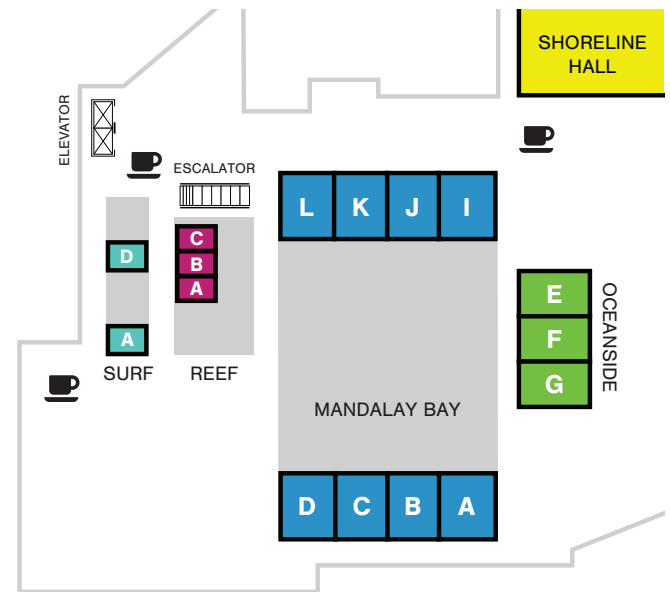 SHORELINE
HALL
ELEVATOR
ESCALATOR
L K J I
C
B
A
D
A
SURF
REEF
E
F
G
OCEANSIDE
MANDALAY BAY
D C B A